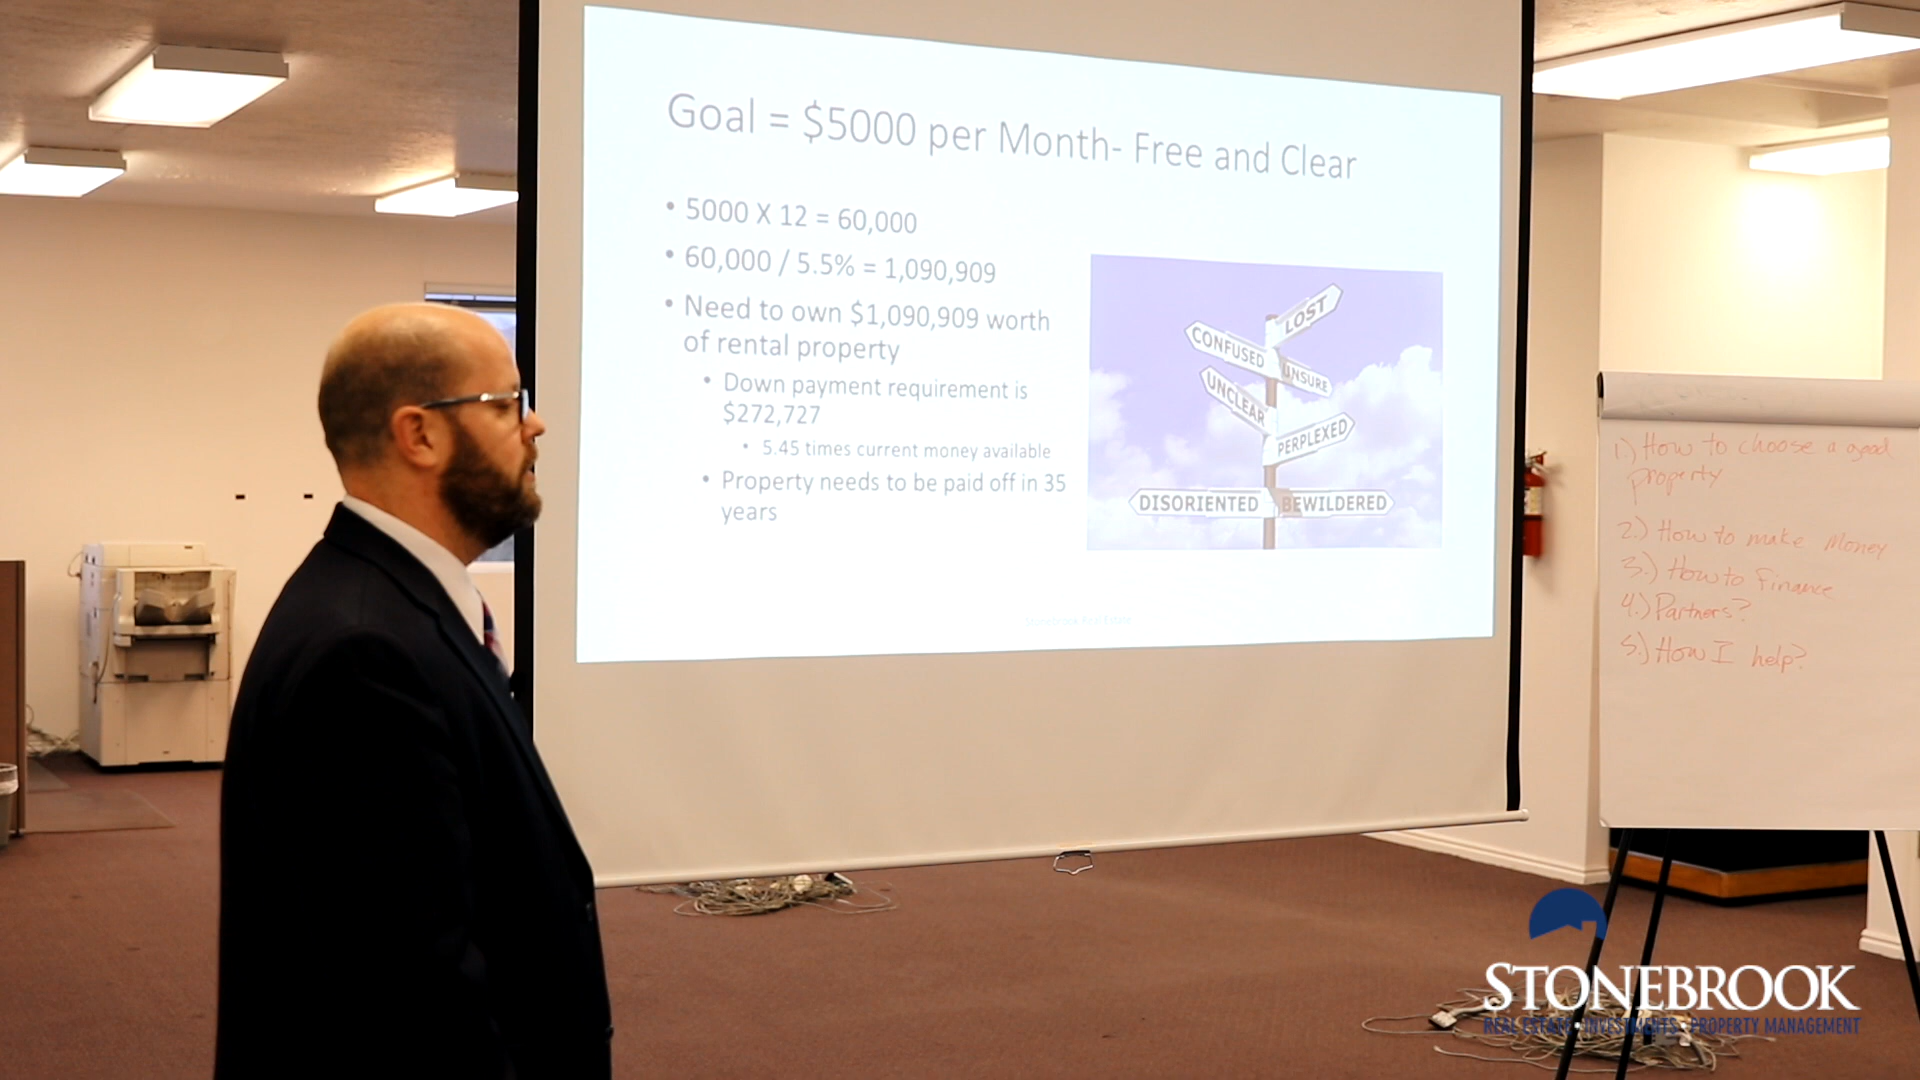 Goal = $5000 per Month- Free and Clear
• 5000 X 12 = 60,000
• 60,000 / 5.5% = 1,090,909
• Need to own $1,090,909 worth
of rental property
• Down payment requirement is
$272,727
• 5.45 times current money available
• Property needs to be paid off in 35
years
LOST
CONFUSED
UNSURE
UNCLEAR
PERPLEXED
DISORIENTED
BEWILDERED
Stonebrook Real Estate
1.) How to choose a good
property
2.) How to make Money
3.) How to Finance
4.) Partners?
5.) How I help?
STONEBROOK
REAL ESTATE • INVESTMENTS • PROPERTY MANAGEMENT